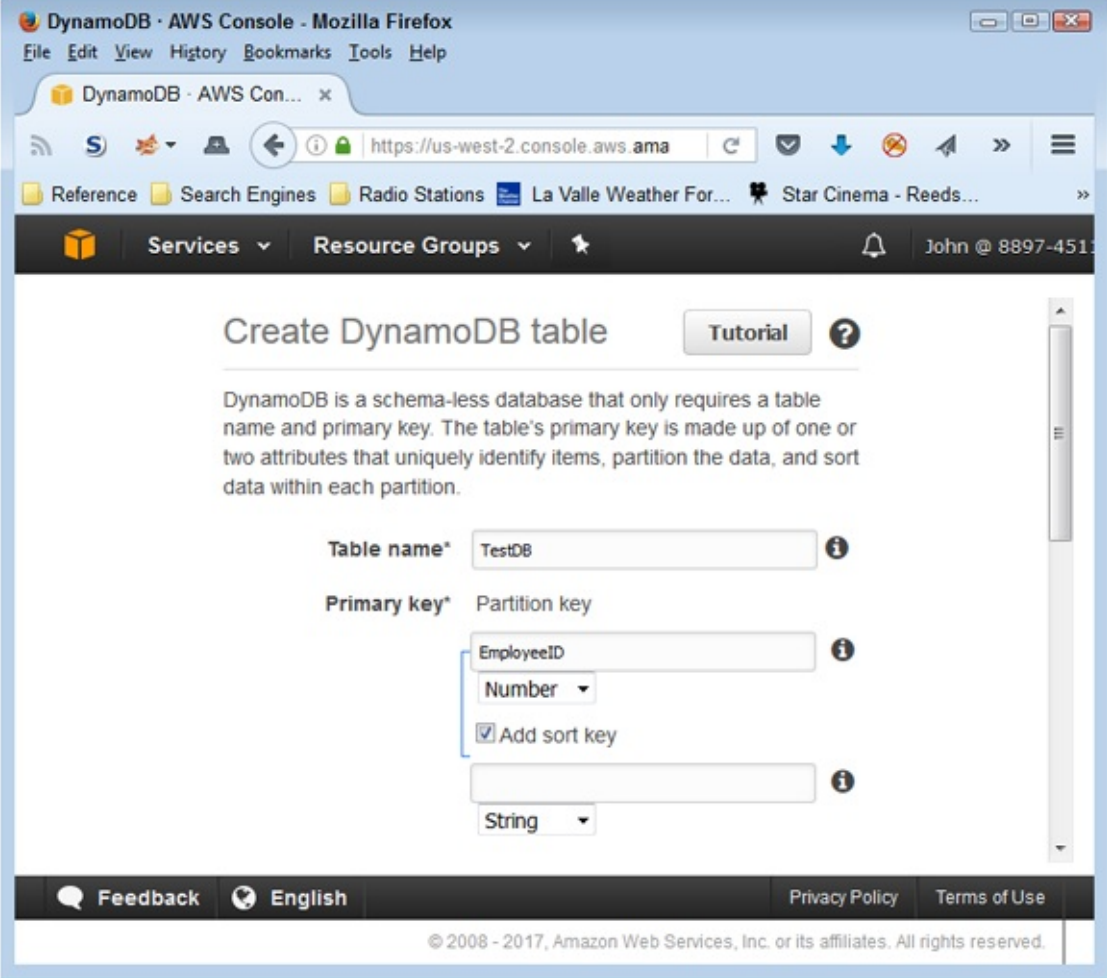 DynamoDB · AWS Console - Mozilla Firefox
File Edit View History Bookmarks Tools Help
DynamoDB · AWS Con... ×
https://us-west-2.console.aws.ama
Reference Search Engines Radio Stations La Valle Weather For... Star Cinema - Reeds... »
Services Resource Groups John @ 8897-4511
Create DynamoDB table Tutorial ?
DynamoDB is a schema-less database that only requires a table
name and primary key. The table's primary key is made up of one or
two attributes that uniquely identify items, partition the data, and sort
data within each partition.
Table name* TestDB
Primary key* Partition key
EmployeeID
Number
Add sort key
String
Feedback English Privacy Policy Terms of Use
© 2008 - 2017, Amazon Web Services, Inc. or its affiliates. All rights reserved.